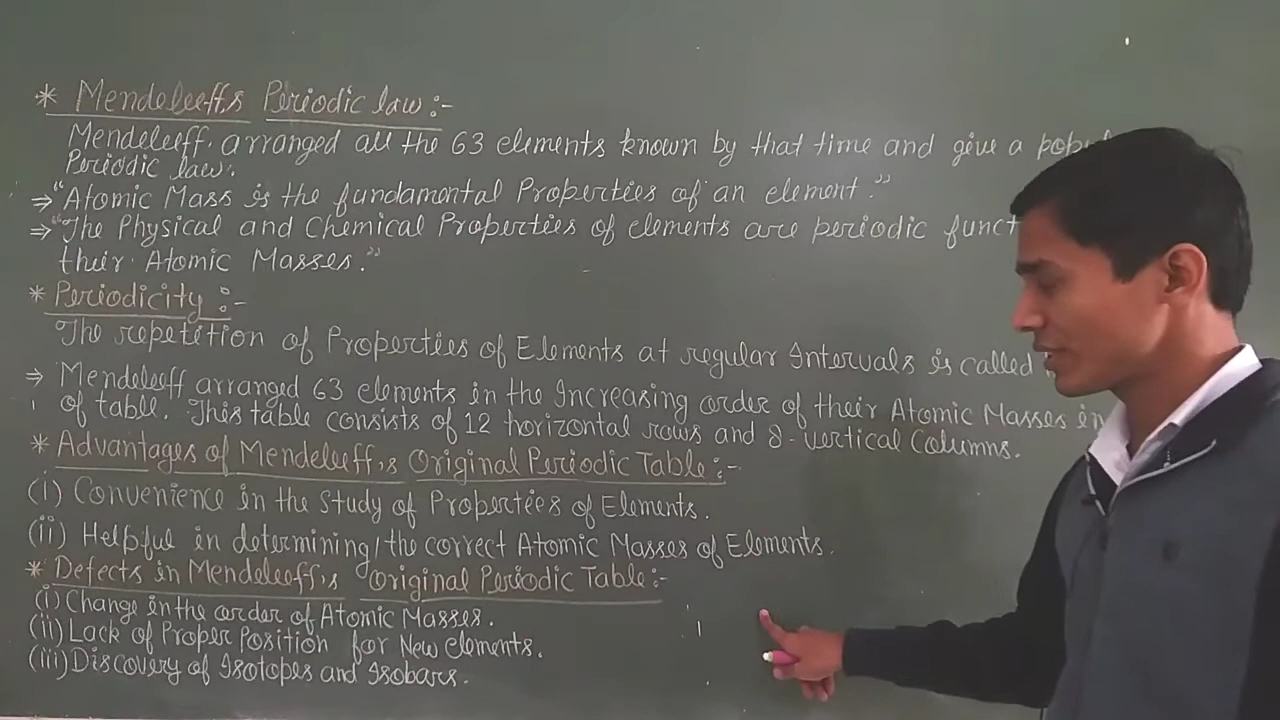 * Mendeleeff's Periodic law :-
Mendeleeff arranged all the 63 elements known by that time and give a
Periodic law.
⇒ "Atomic Mass is the fundamental Properties of an element."
⇒ "The Physical and Chemical Properties of elements are periodic
their Atomic Masses."
* Periodicity :-
The repetition of Properties of Elements at regular Intervals is called
⇒ Mendeleeff arranged 63 elements in the Increasing order of their Atomic Masses in
of table. This table consists of 12 horizontal rows and 8-vertical Columns.
* Advantages of Mendeleeff's Original Periodic Table :-
(i) Convenience in the Study of Properties of Elements.
(ii) Helpful in determining the correct Atomic Masses of Elements.
* Defects in Mendeleeff's Original Periodic Table :-
(i) Change in the order of Atomic Masses.
(ii) Lack of Proper Position for New elements.
(iii) Discovery of Isotopes and Isobars.